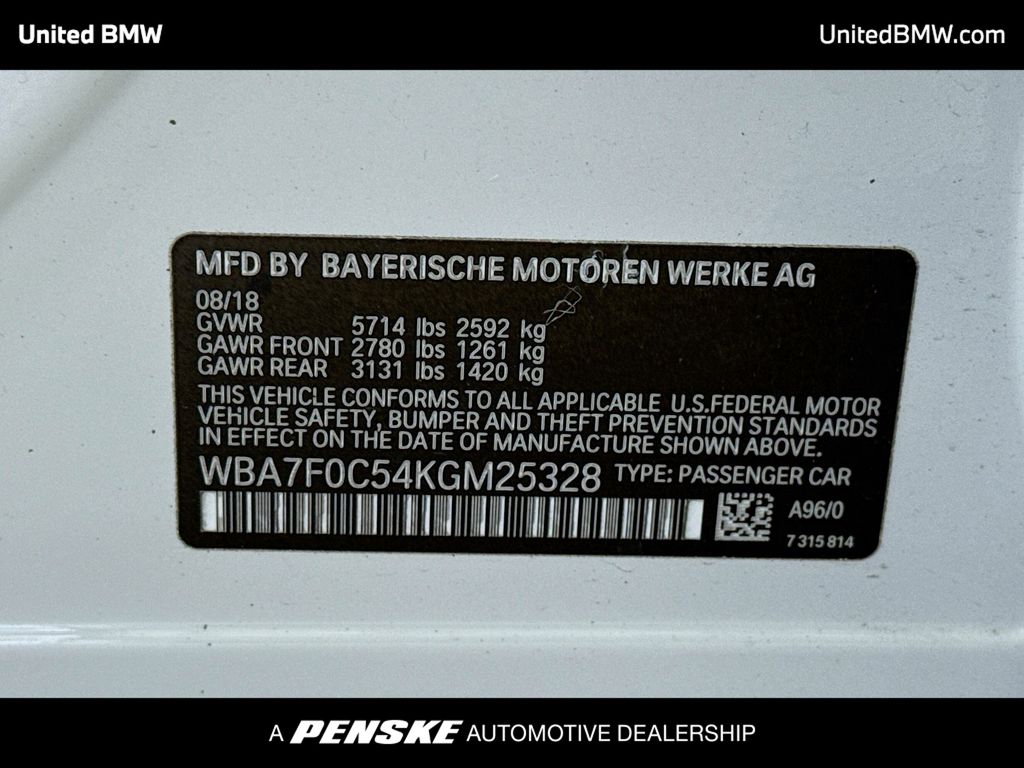 United BMW
UnitedBMW.com
MFD BY BAYERISCHE MOTOREN WERKE AG
08/18
GVWR 5714 lbs 2592 kg
GAWR FRONT 2780 lbs 1261 kg
GAWR REAR 3131 lbs 1420 kg
THIS VEHICLE CONFORMS TO ALL APPLICABLE U.S.FEDERAL MOTOR
VEHICLE SAFETY, BUMPER AND THEFT PREVENTION STANDARDS
IN EFFECT ON THE DATE OF MANUFACTURE SHOWN ABOVE.
WBA7F0C54KGM25328 TYPE: PASSENGER CAR
A96/0
7 315 814
A PENSKE AUTOMOTIVE DEALERSHIP